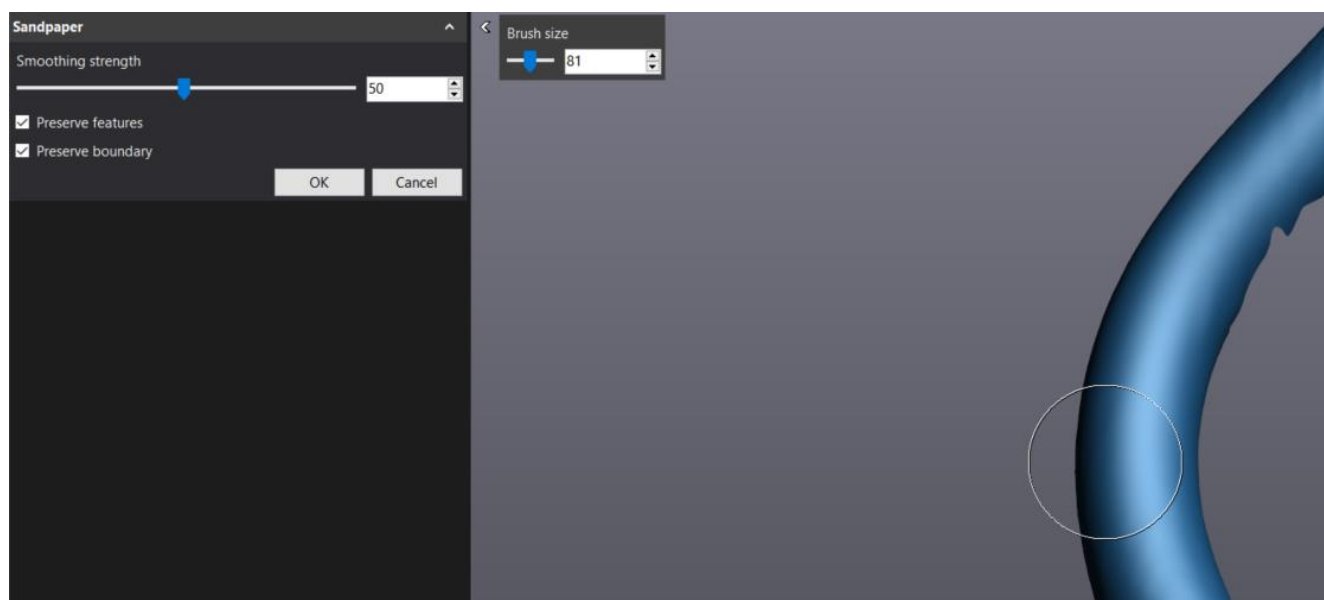 Sandpaper
Smoothing strength
50
Preserve features
Preserve boundary
OK Cancel
Brush size
81